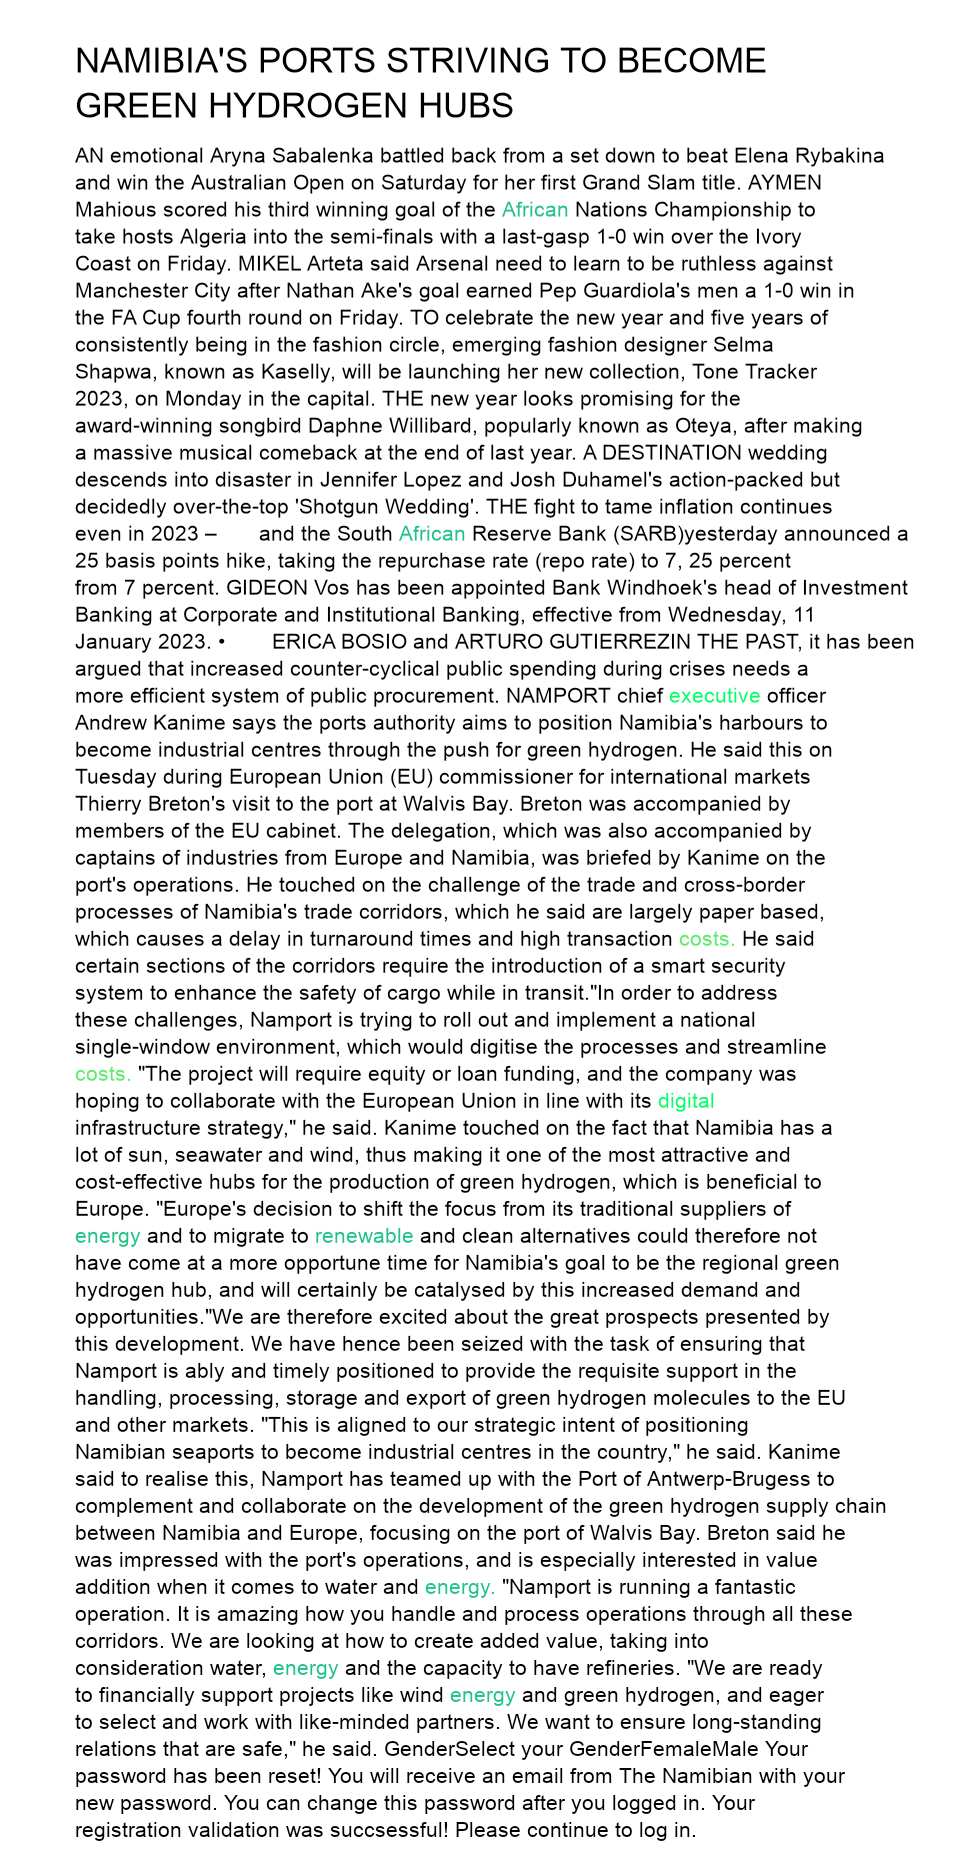 NAMIBIA'S PORTS STRIVING TO BECOME
GREEN HYDROGEN HUBS
AN emotional Aryna Sabalenka battled back from a set down to beat Elena Rybakina
and win the Australian Open on Saturday for her first Grand Slam title. AYMEN
Mahious scored his third winning goal of the African Nations Championship to
take hosts Algeria into the semi-finals with a last-gasp 1-0 win over the Ivory
Coast on Friday. MIKEL Arteta said Arsenal need to learn to be ruthless against
Manchester City after Nathan Ake's goal earned Pep Guardiola's men a 1-0 win in
the FA Cup fourth round on Friday. TO celebrate the new year and five years of
consistently being in the fashion circle, emerging fashion designer Selma
Shapwa, known as Kaselly, will be launching her new collection, Tone Tracker
2023, on Monday in the capital. THE new year looks promising for the
award-winning songbird Daphne Willibard, popularly known as Oteya, after making
a massive musical comeback at the end of last year. A DESTINATION wedding
descends into disaster in Jennifer Lopez and Josh Duhamel's action-packed but
decidedly over-the-top 'Shotgun Wedding'. THE fight to tame inflation continues
even in 2023 – and the South African Reserve Bank (SARB)yesterday announced a
25 basis points hike, taking the repurchase rate (repo rate) to 7, 25 percent
from 7 percent. GIDEON Vos has been appointed Bank Windhoek's head of Investment
Banking at Corporate and Institutional Banking, effective from Wednesday, 11
January 2023. • ERICA BOSIO and ARTURO GUTIERREZIN THE PAST, it has been
argued that increased counter-cyclical public spending during crises needs a
more efficient system of public procurement. NAMPORT chief executive officer
Andrew Kanime says the ports authority aims to position Namibia's harbours to
become industrial centres through the push for green hydrogen. He said this on
Tuesday during European Union (EU) commissioner for international markets
Thierry Breton's visit to the port at Walvis Bay. Breton was accompanied by
members of the EU cabinet. The delegation, which was also accompanied by
captains of industries from Europe and Namibia, was briefed by Kanime on the
port's operations. He touched on the challenge of the trade and cross-border
processes of Namibia's trade corridors, which he said are largely paper based,
which causes a delay in turnaround times and high transaction costs. He said
certain sections of the corridors require the introduction of a smart security
system to enhance the safety of cargo while in transit."In order to address
these challenges, Namport is trying to roll out and implement a national
single-window environment, which would digitise the processes and streamline
costs. "The project will require equity or loan funding, and the company was
hoping to collaborate with the European Union in line with its digital
infrastructure strategy," he said. Kanime touched on the fact that Namibia has a
lot of sun, seawater and wind, thus making it one of the most attractive and
cost-effective hubs for the production of green hydrogen, which is beneficial to
Europe. "Europe's decision to shift the focus from its traditional suppliers of
energy and to migrate to renewable and clean alternatives could therefore not
have come at a more opportune time for Namibia's goal to be the regional green
hydrogen hub, and will certainly be catalysed by this increased demand and
opportunities."We are therefore excited about the great prospects presented by
this development. We have hence been seized with the task of ensuring that
Namport is ably and timely positioned to provide the requisite support in the
handling, processing, storage and export of green hydrogen molecules to the EU
and other markets. "This is aligned to our strategic intent of positioning
Namibian seaports to become industrial centres in the country," he said. Kanime
said to realise this, Namport has teamed up with the Port of Antwerp-Brugess to
complement and collaborate on the development of the green hydrogen supply chain
between Namibia and Europe, focusing on the port of Walvis Bay. Breton said he
was impressed with the port's operations, and is especially interested in value
addition when it comes to water and energy. "Namport is running a fantastic
operation. It is amazing how you handle and process operations through all these
corridors. We are looking at how to create added value, taking into
consideration water, energy and the capacity to have refineries. "We are ready
to financially support projects like wind energy and green hydrogen, and eager
to select and work with like-minded partners. We want to ensure long-standing
relations that are safe," he said. GenderSelect your GenderFemaleMale Your
password has been reset! You will receive an email from The Namibian with your
new password. You can change this password after you logged in. Your
registration validation was succsessful! Please continue to log in.